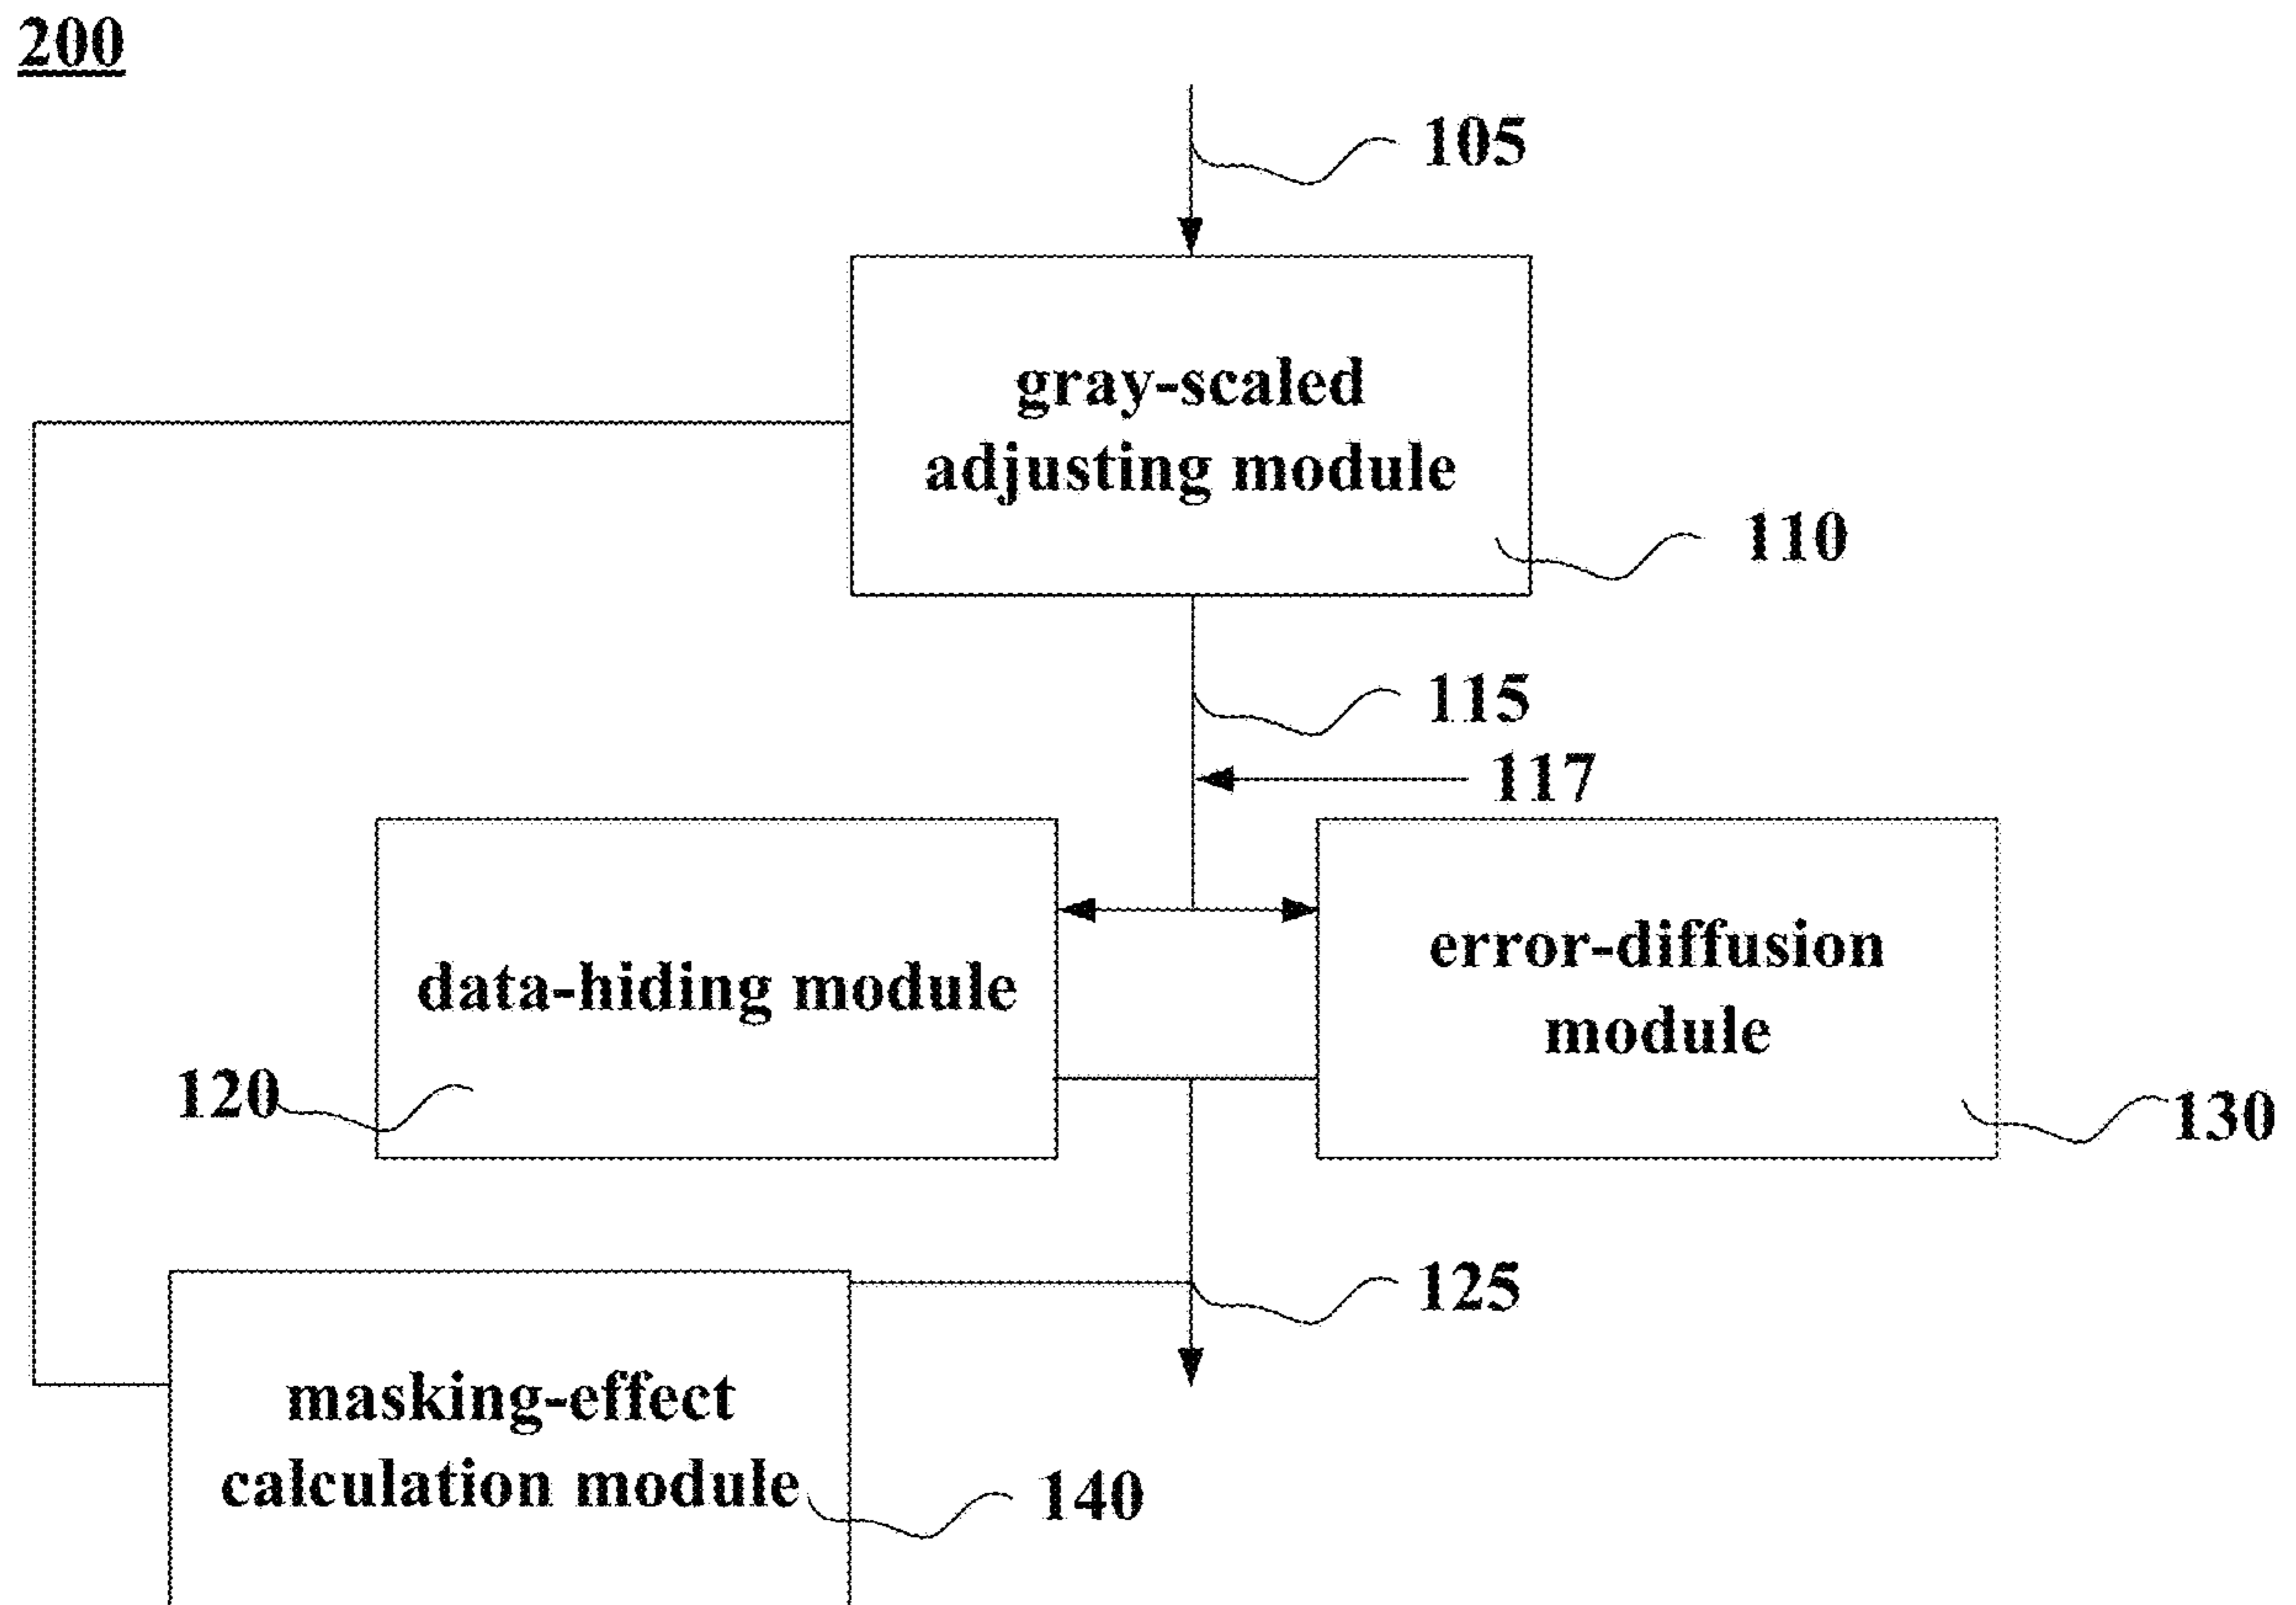 200
105
gray-scaled
adjusting module
110
115
117
data-hiding module
error-diffusion
module
120
130
125
masking-effect
calculation module
140